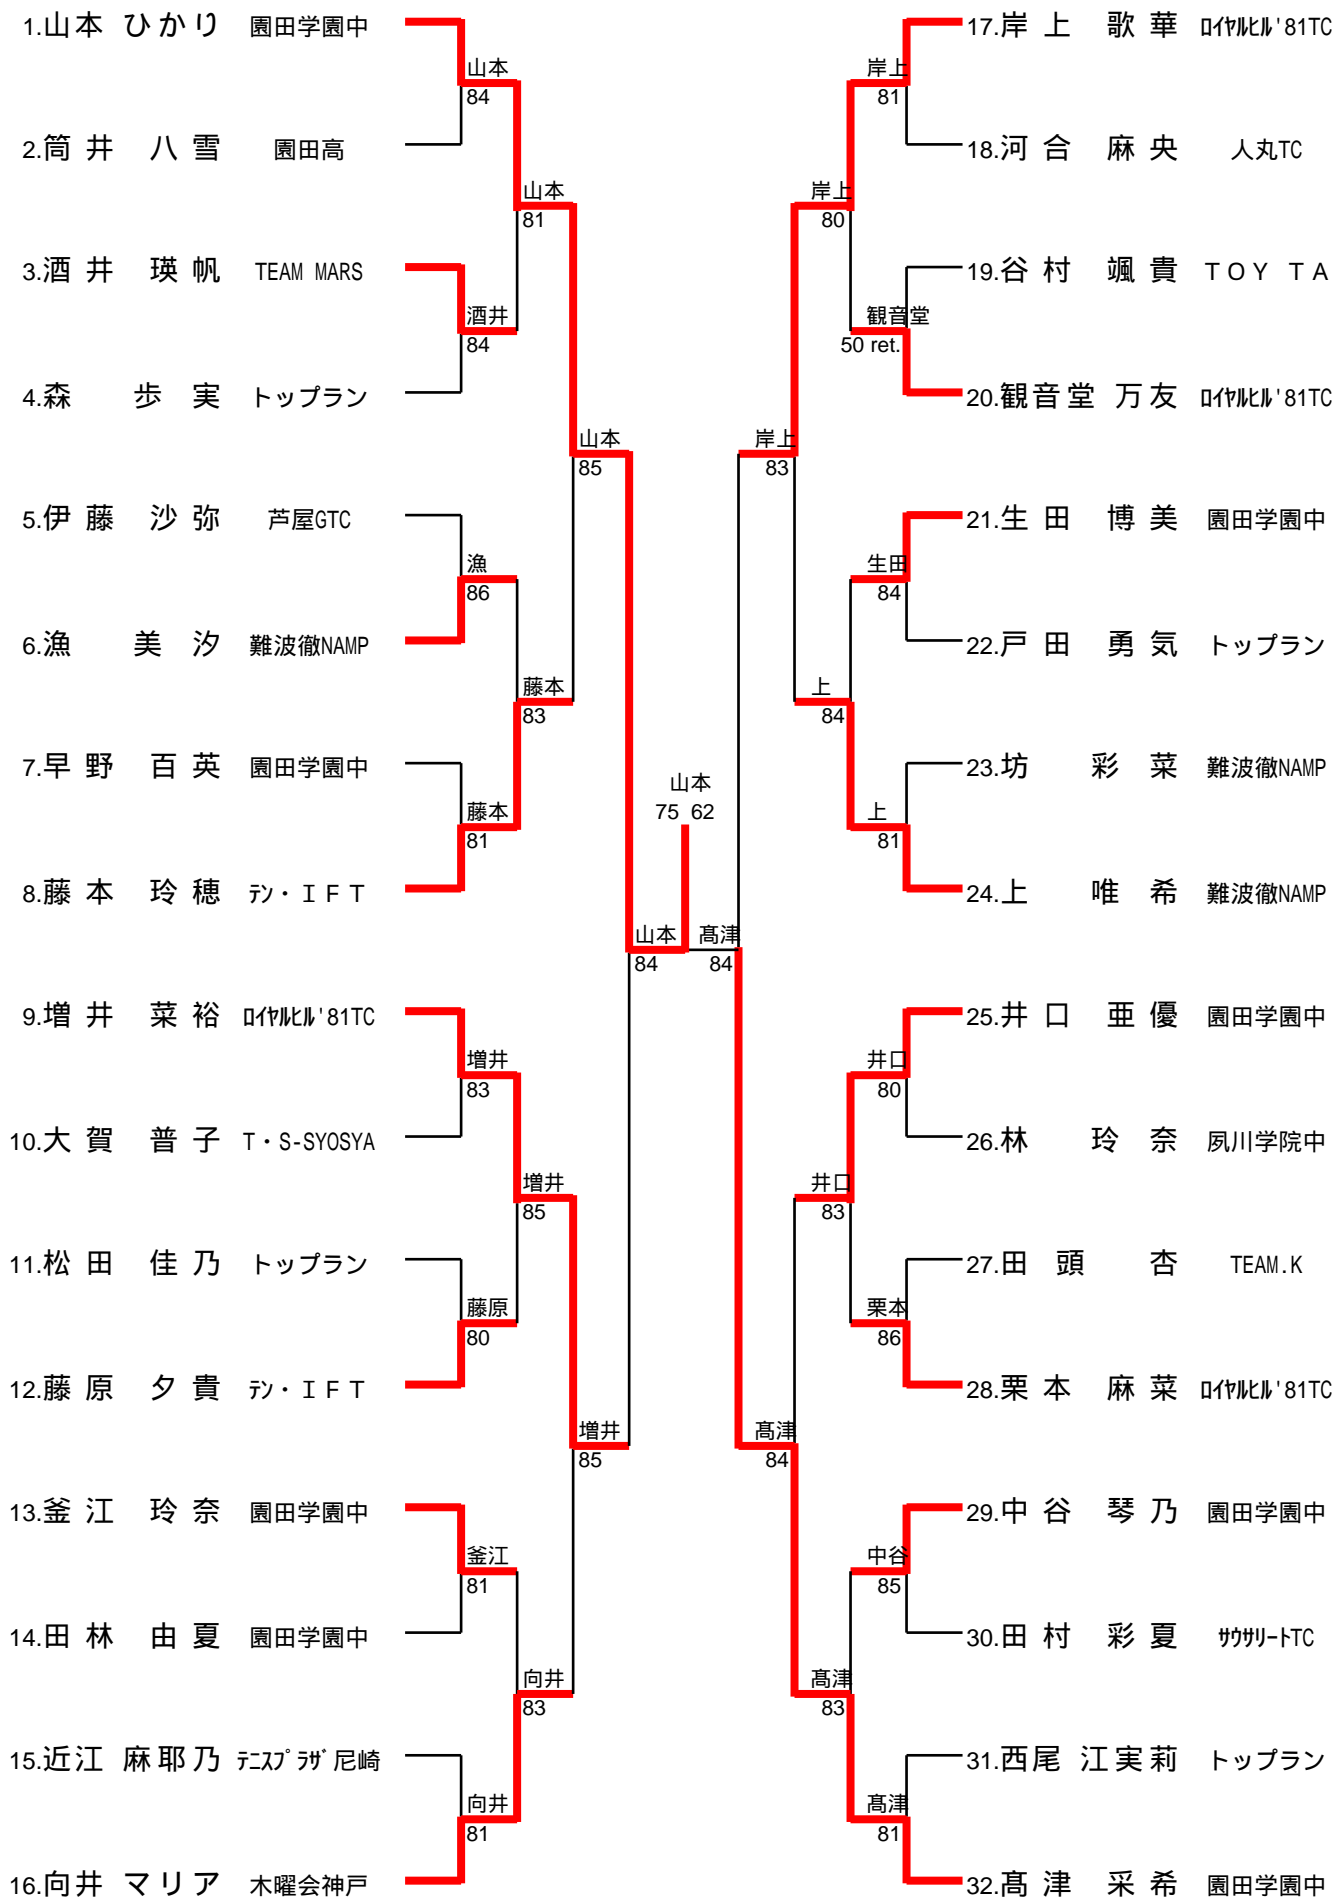 1.山本 ひかり 園田学園中
山本
84
2.筒井 八雪 園田高
山本
81
3.酒井 瑛帆 TEAM MARS
酒井
84
4.森 歩実 トップラン
山本
85
5.伊藤 沙弥 芦屋GTC
漁
86
6.漁 美汐 難波徹NAMP
藤本
83
7.早野 百英 園田学園中
藤本
81
8.藤本 玲穂 テン・IFT
山本
84
9.増井 菜裕 ロイヤルヒル'81TC
増井
83
10.大賀 普子 T・S-SYOSYA
増井
85
11.松田 佳乃 トップラン
藤原
80
12.藤原 夕貴 テン・IFT
増井
85
13.釜江 玲奈 園田学園中
釜江
81
14.田林 由夏 園田学園中
向井
83
15.近江 麻耶乃 テニスプラザ尼崎
向井
81
16.向井 マリア 木曜会神戸
山本
75 62
17.岸上 歌華 ロイヤルヒル'81TC
岸上
81
18.河合 麻央 人丸TC
岸上
80
19.谷村 颯貴 TOY TA
観音堂
50 ret.
20.観音堂 万友 ロイヤルヒル'81TC
岸上
83
21.生田 博美 園田学園中
生田
84
22.戸田 勇気 トップラン
上
84
23.坊 彩菜 難波徹NAMP
上
81
24.上 唯希 難波徹NAMP
髙津
84
25.井口 亜優 園田学園中
井口
80
26.林 玲奈 夙川学院中
井口
83
27.田頭 杏 TEAM.K
栗本
86
28.栗本 麻菜 ロイヤルヒル'81TC
髙津
84
29.中谷 琴乃 園田学園中
中谷
85
30.田村 彩夏 サウサリートTC
髙津
83
31.西尾 江実莉 トップラン
髙津
81
32.髙津 采希 園田学園中